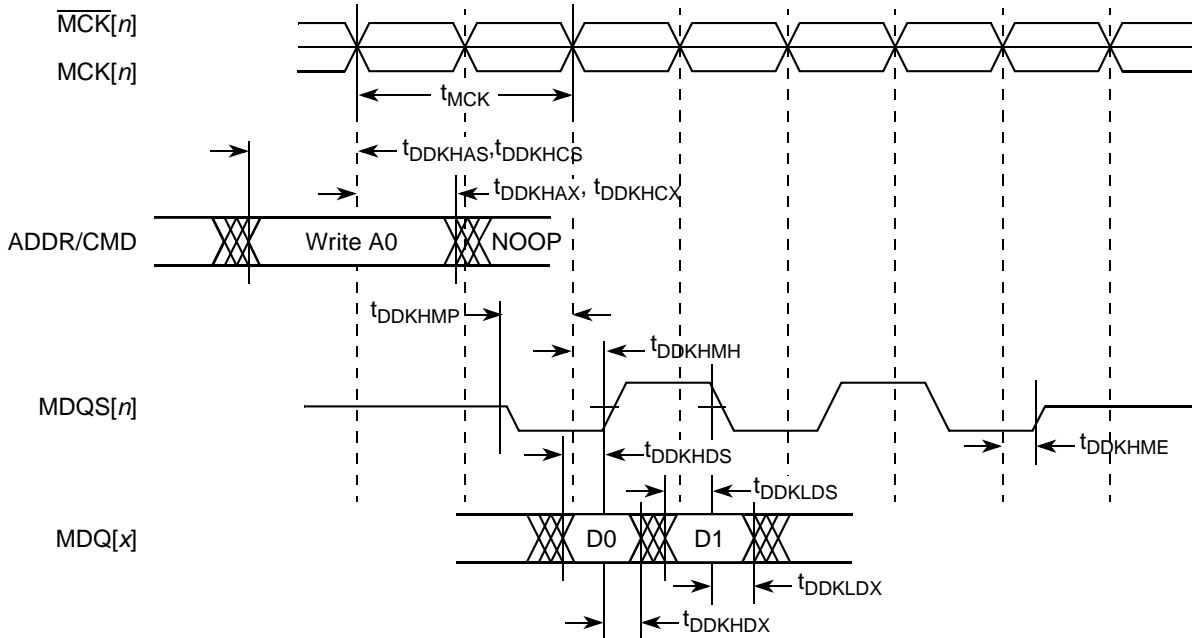 MCK[n]
MCK[n]
tMCK
tDDKHAS,tDDKHCS
tDDKHAX, tDDKHCX
ADDR/CMD
Write A0
NOOP
tDDKHMP
tDDKHMH
MDQS[n]
tDDKHME
tDDKHDS
tDDKLDS
MDQ[x]
D0
D1
tDDKLDX
tDDKHDX